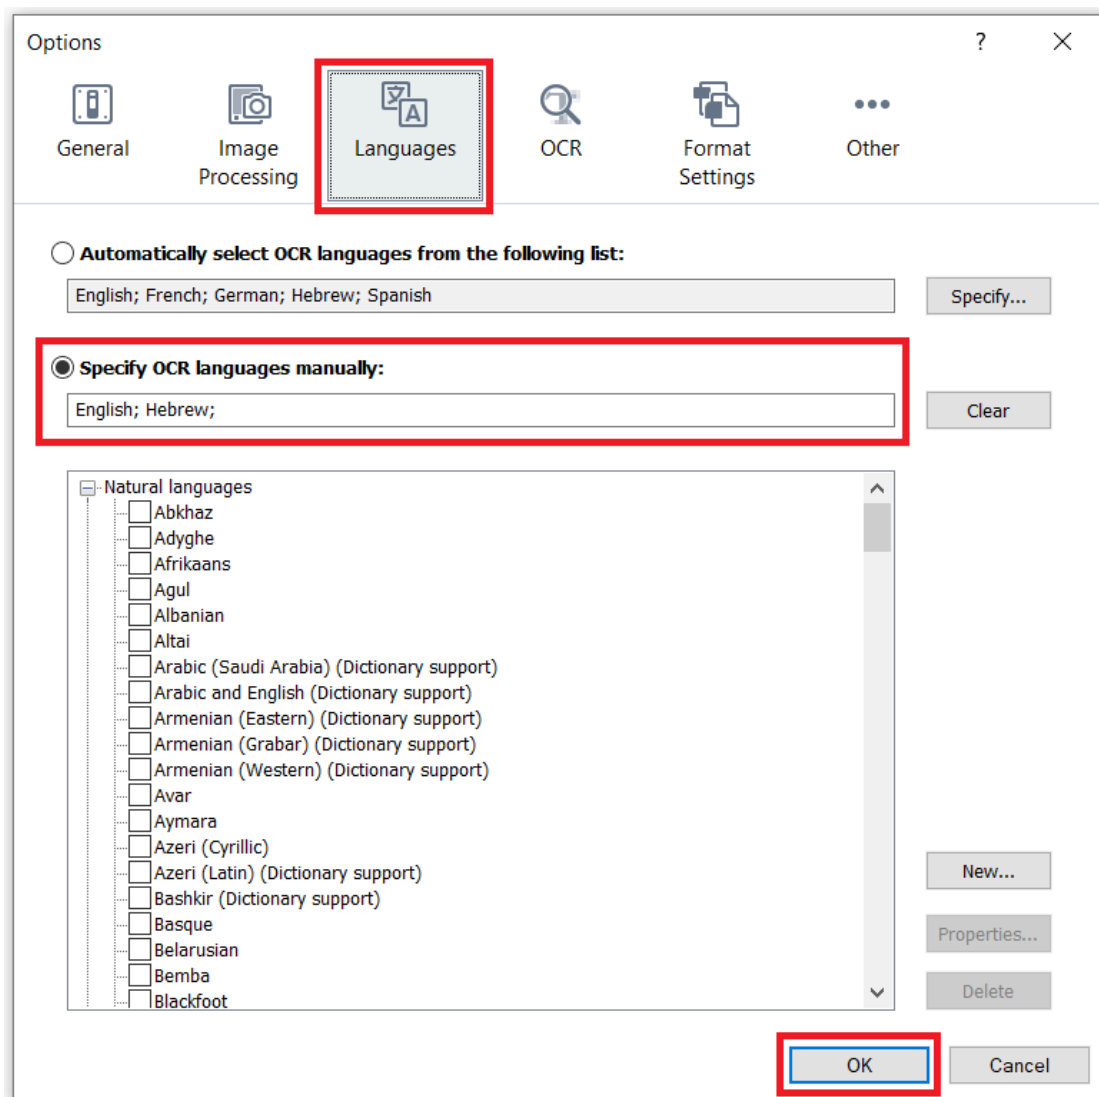 Options
?
General
Image
Processing
Languages
OCR
Format
Settings
Other
Automatically select OCR languages from the following list:
English; French; German; Hebrew; Spanish
Specify...
Specify OCR languages manually:
English; Hebrew;
Clear
Natural languages
Abkhaz
Adyghe
Afrikaans
Agul
Albanian
Altai
Arabic (Saudi Arabia) (Dictionary support)
Arabic and English (Dictionary support)
Armenian (Eastern) (Dictionary support)
Armenian (Grabar) (Dictionary support)
Armenian (Western) (Dictionary support)
Avar
Aymara
Azeri (Cyrillic)
Azeri (Latin) (Dictionary support)
Bashkir (Dictionary support)
Basque
Belarusian
Bemba
Blackfoot
New...
Properties...
Delete
OK
Cancel